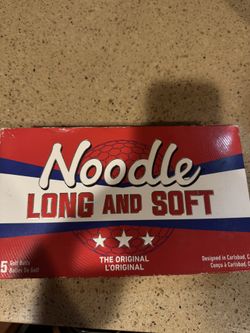 Noodle
LONG AND SOFT
THE ORIGINAL
L'ORIGINAL
5 Golf Balls
Balles De Golf
Designed in Carlsbad, C
Conçu à Carlsbad, C